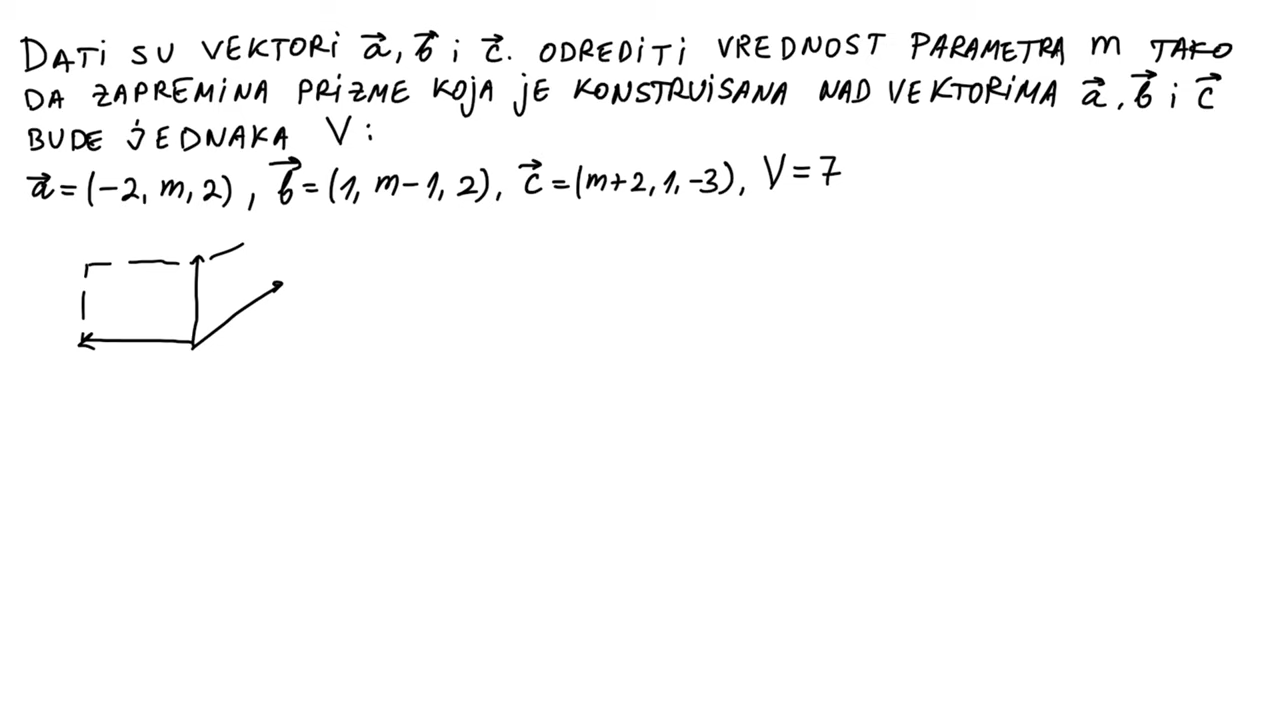 DATI SU VEKTORI a⃗, b⃗ i c⃗. ODREDITI VREDNOST PARAMETRA m TAKO
DA ZAPREMINA PRIZME KOJA JE KONSTRUISANA NAD VEKTORIMA a⃗, b⃗ i c⃗
BUDE JEDNAKA V:
a⃗ = (-2, m, 2), b⃗ = (1, m-1, 2), c⃗ = (m+2, 1, -3), V = 7